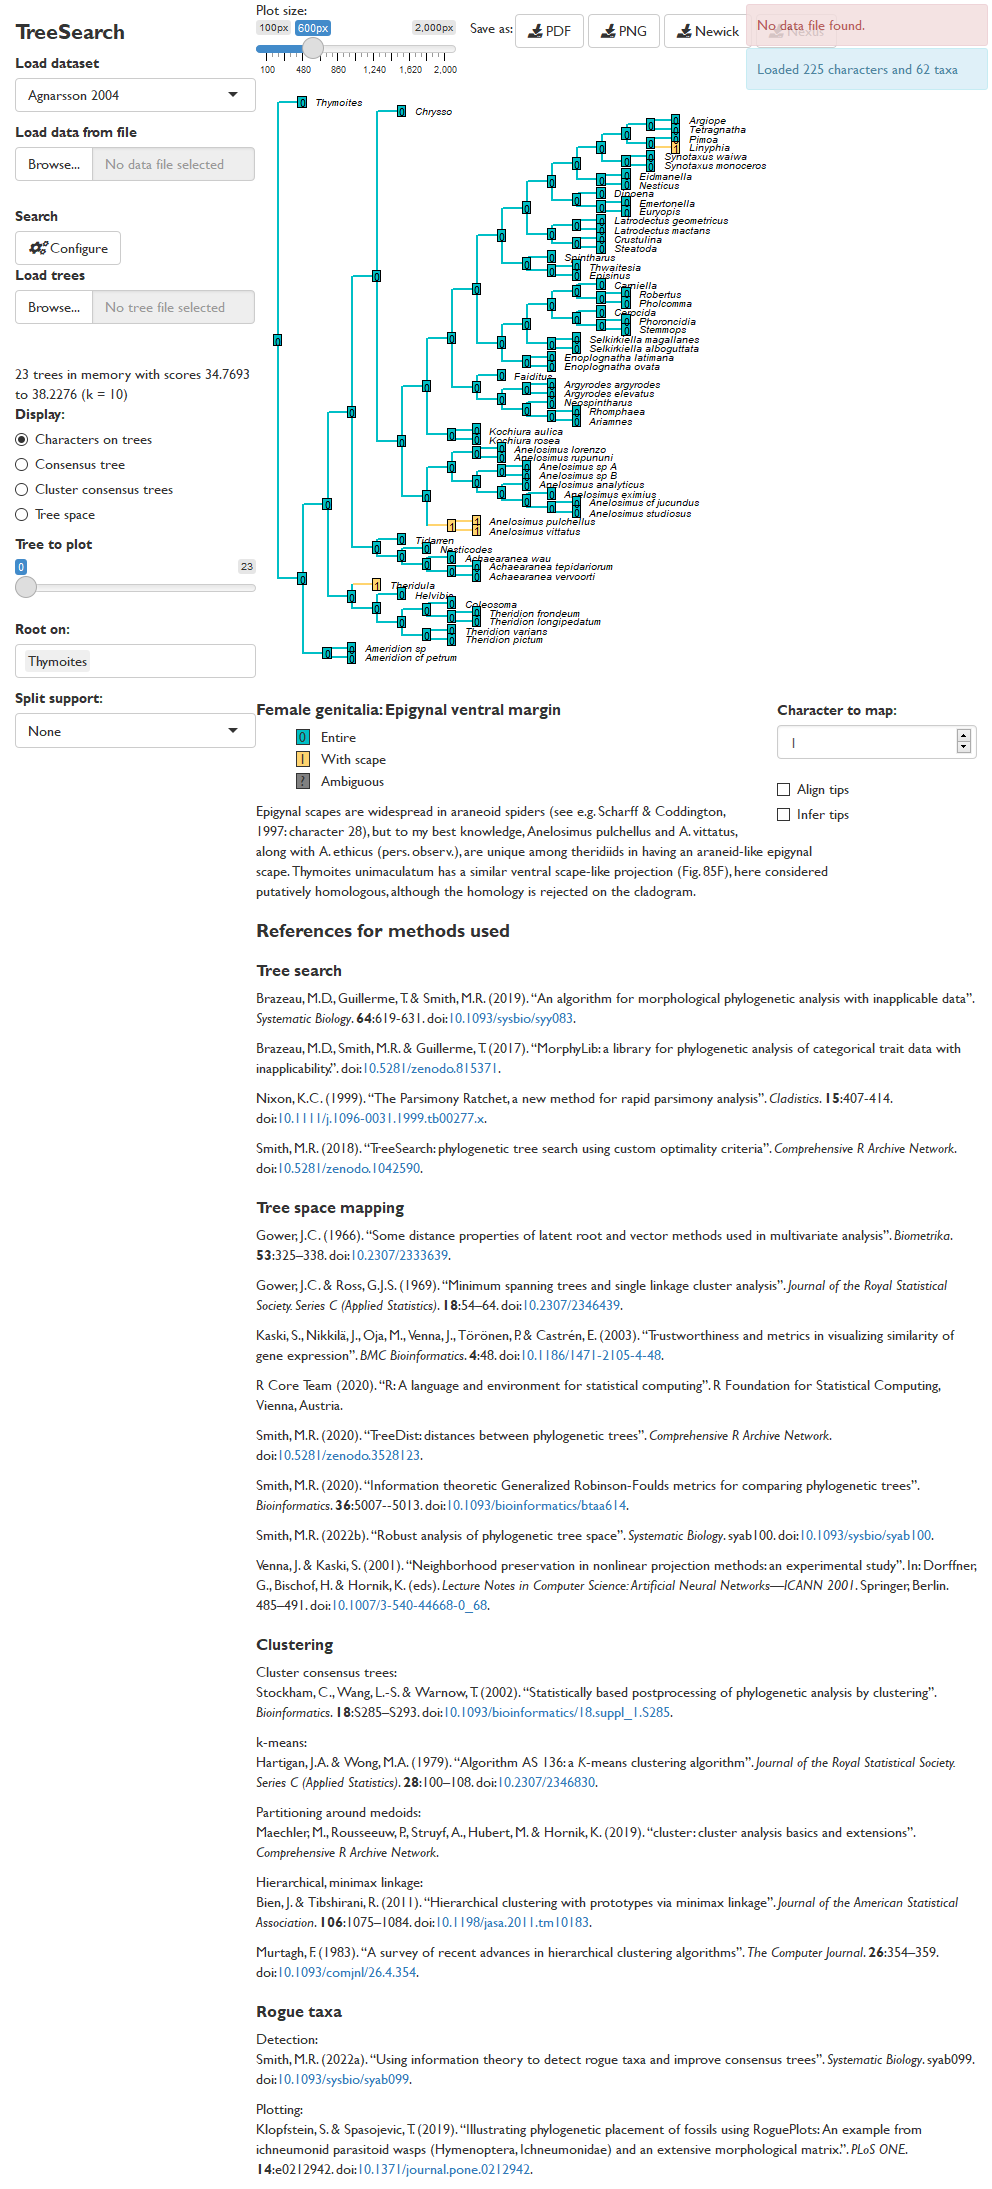 TreeSearch
Load dataset
Agnarsson 2004
Load data from file
Browse... No data file selected
Search
Configure
Load trees
Browse... No tree file selected
23 trees in memory with scores 34.7693
to 38.2276 (k = 10)
Display:
Characters on trees
Consensus tree
Cluster consensus trees
Tree space
Tree to plot
0 23
Root on:
Thymoites
Split support:
None
Plot size:
100px 600px 2,000px
100 480 860 1,240 1,620 2,000
Save as: PDF PNG Newick Nexus
No data file found.
Loaded 225 characters and 62 taxa
Thymoites
Chrysso
Argiope
Tetragnatha
Pimoa
Linyphia
Synotaxus waiwa
Synotaxus monoceros
Eidmanella
Nesticus
Dipoena
Emertonella
Euryopis
Latrodectus geometricus
Latrodectus mactans
Crustulina
Steatoda
Spintharus
Thwaitesia
Episinus
Carniella
Robertus
Pholcomma
Cerocida
Phoroncidia
Stemmops
Selkirkiella magallanes
Selkirkiella alboguttata
Enoplognatha latimana
Enoplognatha ovata
Faiditus
Argyrodes argyrodes
Argyrodes elevatus
Neospintharus
Rhomphaea
Ariamnes
Kochiura aulica
Kochiura rosea
Anelosimus lorenzo
Anelosimus rupununi
Anelosimus sp A
Anelosimus sp B
Anelosimus analyticus
Anelosimus eximius
Anelosimus cf jucundus
Anelosimus studiosus
Anelosimus pulchellus
Anelosimus vittatus
Tidarren
Nesticodes
Achaearanea wau
Achaearanea tepidariorum
Achaearanea vervoorti
Theridula
Helvibis
Coleosoma
Theridion frondeum
Theridion longipedatum
Theridion varians
Theridion pictum
Ameridion sp
Ameridion cf petrum
Female genitalia: Epigynal ventral margin
0 Entire
1 With scape
? Ambiguous
Character to map:
1
Align tips
Infer tips
Epigynal scapes are widespread in araneoid spiders (see e.g. Scharff & Coddington,
1997: character 28), but to my best knowledge, Anelosimus pulchellus and A. vittatus,
along with A. ethicus (pers. observ.), are unique among theridiids in having an araneid-like epigynal
scape. Thymoites unimaculatum has a similar ventral scape-like projection (Fig. 85F), here considered
putatively homologous, although the homology is rejected on the cladogram.
References for methods used
Tree search
Brazeau, M.D., Guillerme, T. & Smith, M.R. (2019). “An algorithm for morphological phylogenetic analysis with inapplicable data”.
Systematic Biology. 64:619-631. doi:10.1093/sysbio/syy083.
Brazeau, M.D., Smith, M.R. & Guillerme, T. (2017). “MorphyLib: a library for phylogenetic analysis of categorical trait data with
inapplicability.”. doi:10.5281/zenodo.815371.
Nixon, K.C. (1999). “The Parsimony Ratchet, a new method for rapid parsimony analysis”. Cladistics. 15:407-414.
doi:10.1111/j.1096-0031.1999.tb00277.x.
Smith, M.R. (2018). “TreeSearch: phylogenetic tree search using custom optimality criteria”. Comprehensive R Archive Network.
doi:10.5281/zenodo.1042590.
Tree space mapping
Gower, J.C. (1966). “Some distance properties of latent root and vector methods used in multivariate analysis”. Biometrika.
53:325–338. doi:10.2307/2333639.
Gower, J.C. & Ross, G.J.S. (1969). “Minimum spanning trees and single linkage cluster analysis”. Journal of the Royal Statistical
Society. Series C (Applied Statistics). 18:54–64. doi:10.2307/2346439.
Kaski, S., Nikkilä, J., Oja, M., Venna, J., Törönen, P. & Castrén, E. (2003). “Trustworthiness and metrics in visualizing similarity of
gene expression”. BMC Bioinformatics. 4:48. doi:10.1186/1471-2105-4-48.
R Core Team (2020). “R: A language and environment for statistical computing”. R Foundation for Statistical Computing,
Vienna, Austria.
Smith, M.R. (2020). “TreeDist: distances between phylogenetic trees”. Comprehensive R Archive Network.
doi:10.5281/zenodo.3528123.
Smith, M.R. (2020). “Information theoretic Generalized Robinson-Foulds metrics for comparing phylogenetic trees”.
Bioinformatics. 36:5007--5013. doi:10.1093/bioinformatics/btaa614.
Smith, M.R. (2022b). “Robust analysis of phylogenetic tree space”. Systematic Biology. syab100. doi:10.1093/sysbio/syab100.
Venna, J. & Kaski, S. (2001). “Neighborhood preservation in nonlinear projection methods: an experimental study”. In: Dorffner,
G., Bischof, H. & Hornik, K. (eds). Lecture Notes in Computer Science: Artificial Neural Networks—ICANN 2001. Springer, Berlin.
485–491. doi:10.1007/3-540-44668-0_68.
Clustering
Cluster consensus trees:
Stockham, C., Wang, L.-S. & Warnow, T. (2002). “Statistically based postprocessing of phylogenetic analysis by clustering”.
Bioinformatics. 18:S285–S293. doi:10.1093/bioinformatics/18.suppl_1.S285.
k-means:
Hartigan, J.A. & Wong, M.A. (1979). “Algorithm AS 136: a K-means clustering algorithm”. Journal of the Royal Statistical Society.
Series C (Applied Statistics). 28:100–108. doi:10.2307/2346830.
Partitioning around medoids:
Maechler, M., Rousseeuw, P., Struyf, A., Hubert, M. & Hornik, K. (2019). “cluster: cluster analysis basics and extensions”.
Comprehensive R Archive Network.
Hierarchical, minimax linkage:
Bien, J. & Tibshirani, R. (2011). “Hierarchical clustering with prototypes via minimax linkage”. Journal of the American Statistical
Association. 106:1075–1084. doi:10.1198/jasa.2011.tm10183.
Murtagh, F. (1983). “A survey of recent advances in hierarchical clustering algorithms”. The Computer Journal. 26:354–359.
doi:10.1093/comjnl/26.4.354.
Rogue taxa
Detection:
Smith, M.R. (2022a). “Using information theory to detect rogue taxa and improve consensus trees”. Systematic Biology. syab099.
doi:10.1093/sysbio/syab099.
Plotting:
Klopfstein, S. & Spasojevic, T. (2019). “Illustrating phylogenetic placement of fossils using RoguePlots: An example from
ichneumonid parasitoid wasps (Hymenoptera, Ichneumonidae) and an extensive morphological matrix.”. PLoS ONE.
14:e0212942. doi:10.1371/journal.pone.0212942.